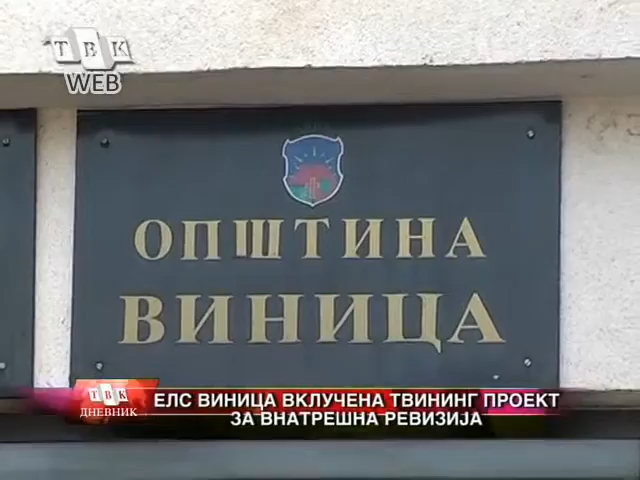 ТВК
WEB
ОПШТИНА
ВИНИЦА
ТВК
ДНЕВНИК
ЕЛС ВИНИЦА ВКЛУЧЕНА ТВИНИНГ ПРОЕКТ
ЗА ВНАТРЕШНА РЕВИЗИЈА